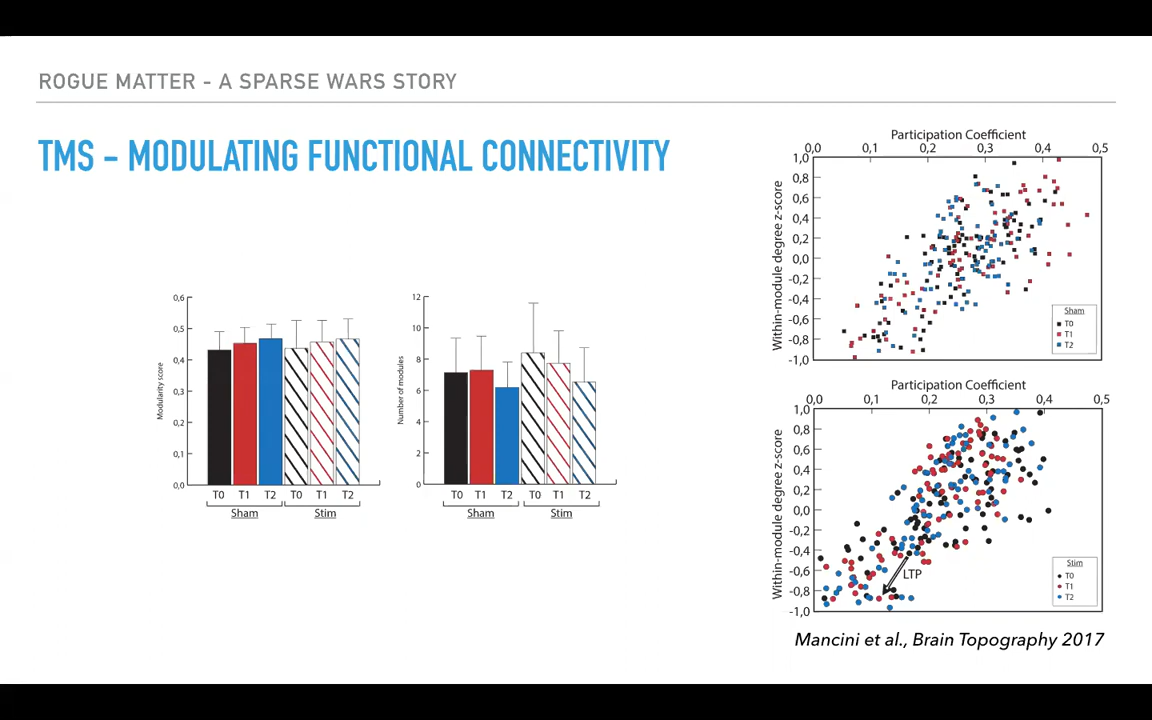 ROGUE MATTER - A SPARSE WARS STORY
TMS - MODULATING FUNCTIONAL CONNECTIVITY
Modularity score
0,6
0,5
0,4
0,3
0,2
0,1
0,0
T0 T1 T2 T0 T1 T2
Sham Stim
Number of modules
12
10
8
6
4
2
0
T0 T1 T2 T0 T1 T2
Sham Stim
Participation Coefficient
0,0 0,1 0,2 0,3 0,4 0,5
Within-module degree z-score
1,0
0,8
0,6
0,4
0,2
0,0
-0,2
-0,4
-0,6
-0,8
-1,0
Sham
T0
T1
T2
Participation Coefficient
0,0 0,1 0,2 0,3 0,4 0,5
Within-module degree z-score
1,0
0,8
0,6
0,4
0,2
0,0
-0,2
-0,4
-0,6
-0,8
-1,0
LTP
Stim
T0
T1
T2
Mancini et al., Brain Topography 2017